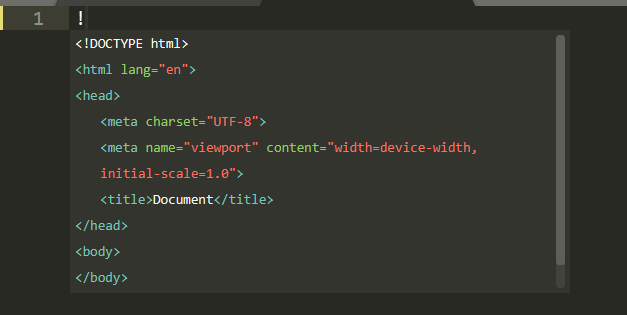 1 !
<!DOCTYPE html>
<html lang="en">
<head>
<meta charset="UTF-8">
<meta name="viewport" content="width=device-width,
initial-scale=1.0">
<title>Document</title>
</head>
<body>
</body>